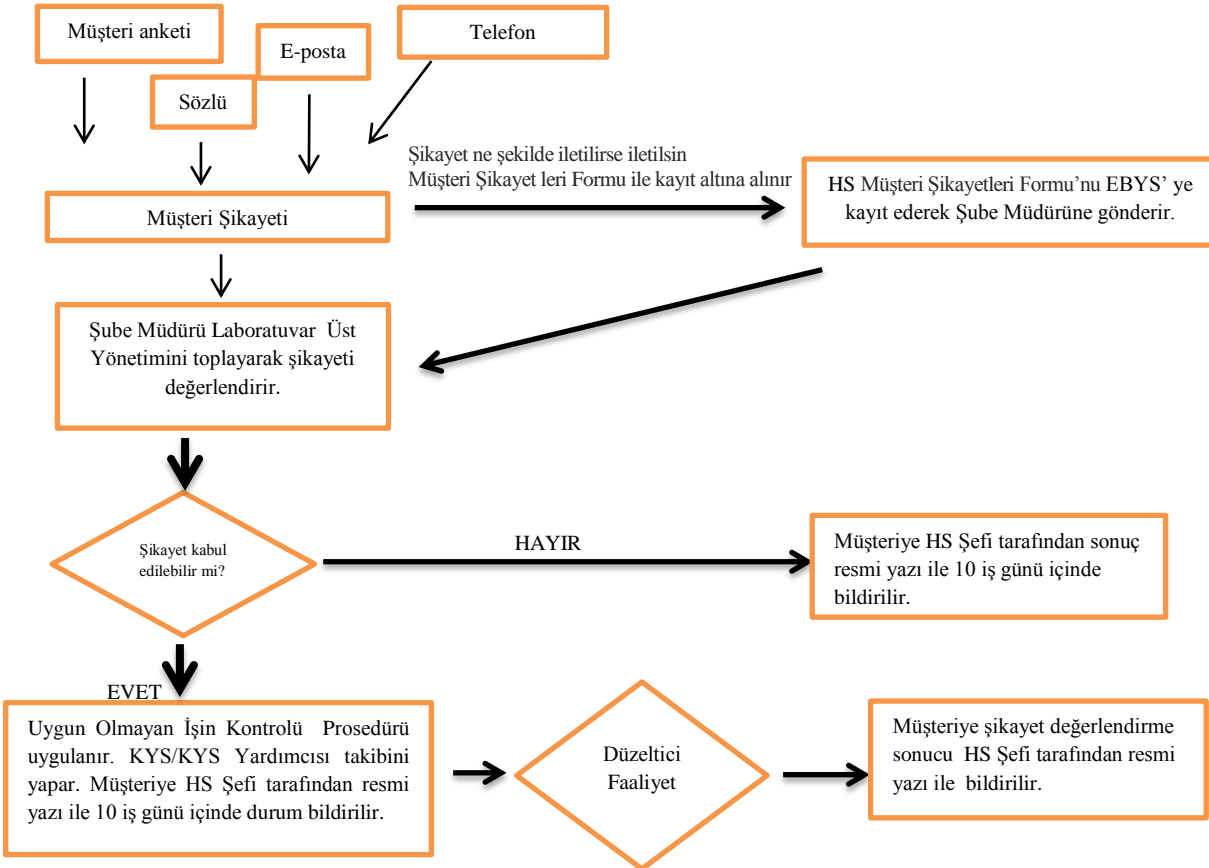 Müşteri anketi
E-posta
Telefon
Sözlü
Şikayet ne şekilde iletilirse iletilsin
Müşteri Şikayet leri Formu ile kayıt altına alınır
Müşteri Şikayeti
HS Müşteri Şikayetleri Formu’nu EBYS’ ye
kayıt ederek Şube Müdürüne gönderir.
Şube Müdürü Laboratuvar Üst
Yönetimini toplayarak şikayeti
değerlendirir.
Şikayet kabul
edilebilir mi?
HAYIR
Müşteriye HS Şefi tarafından sonuç
resmi yazı ile 10 iş günü içinde
bildirilir.
EVET
Uygun Olmayan İşin Kontrolü Prosedürü
uygulanır. KYS/KYS Yardımcısı takibini
yapar. Müşteriye HS Şefi tarafından resmi
yazı ile 10 iş günü içinde durum bildirilir.
Düzeltici
Faaliyet
Müşteriye şikayet değerlendirme
sonucu HS Şefi tarafından resmi
yazı ile bildirilir.